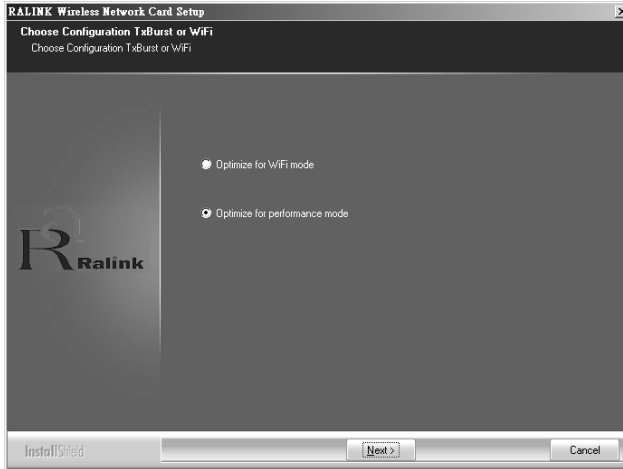 RALINK Wireless Network Card Setup
Choose Configuration TxBurst or WiFi
Choose Configuration TxBurst or WiFi
Optimize for WiFi mode
Optimize for performance mode
Ralink
InstallShield
Next >
Cancel